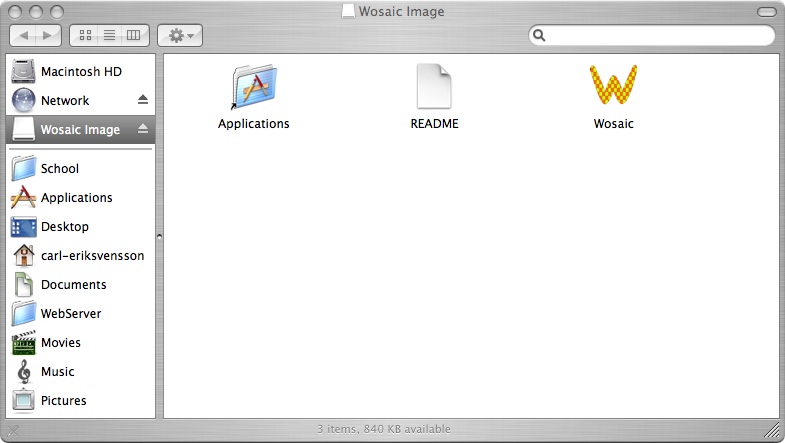 Wosaic Image
Macintosh HD
Network
Wosaic Image
School
Applications
Desktop
carl-eriksvensson
Documents
WebServer
Movies
Music
Pictures
Applications
README
Wosaic
3 items, 840 KB available